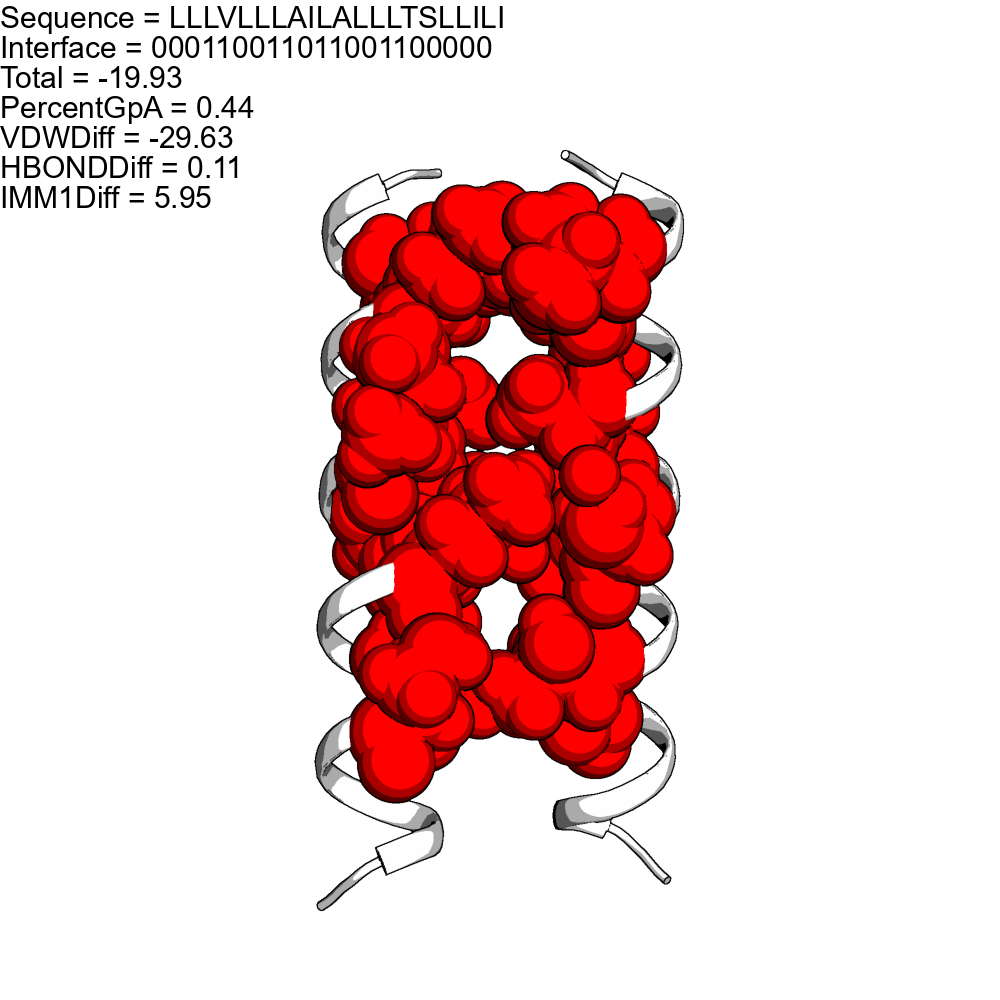 Sequence = LLLVLLLAILALLLTSLLILI
Interface = 000110011011001100000
Total = -19.93
PercentGpA = 0.44
VDWDiff = -29.63
HBONDDiff = 0.11
IMM1Diff = 5.95